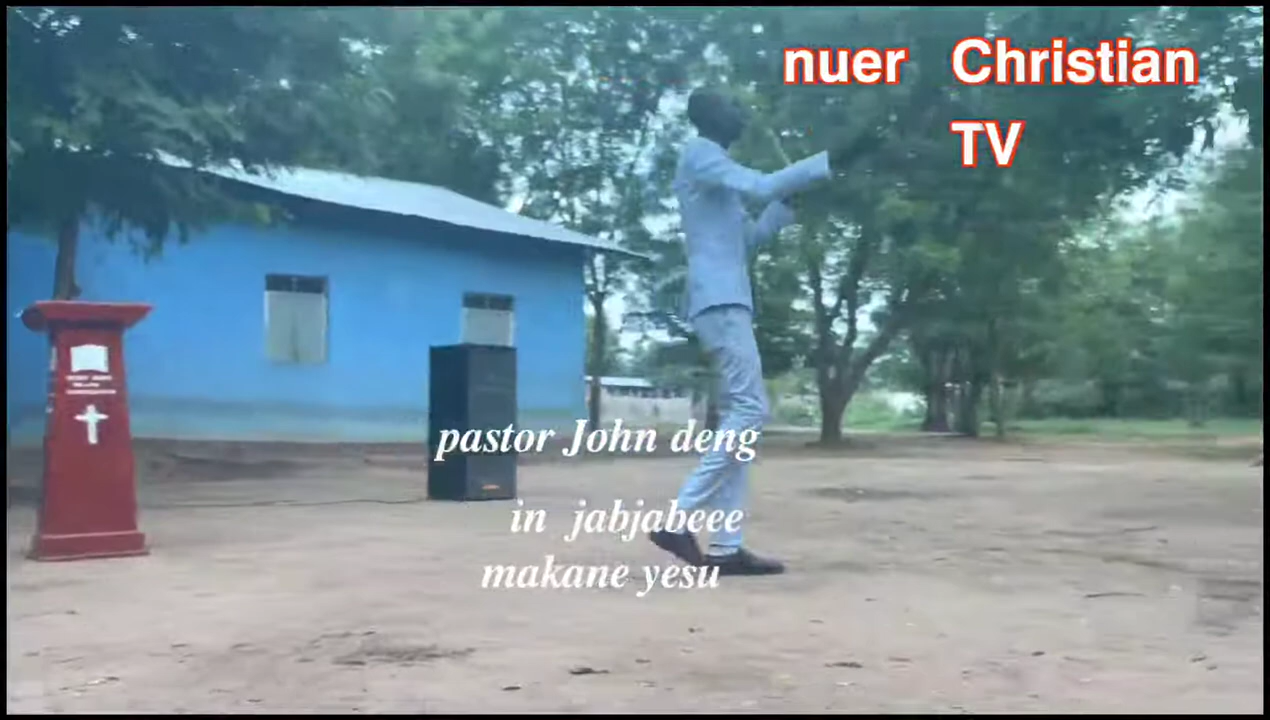 nuer Christian
TV
pastor John deng
in jabjabeee
makane yesu